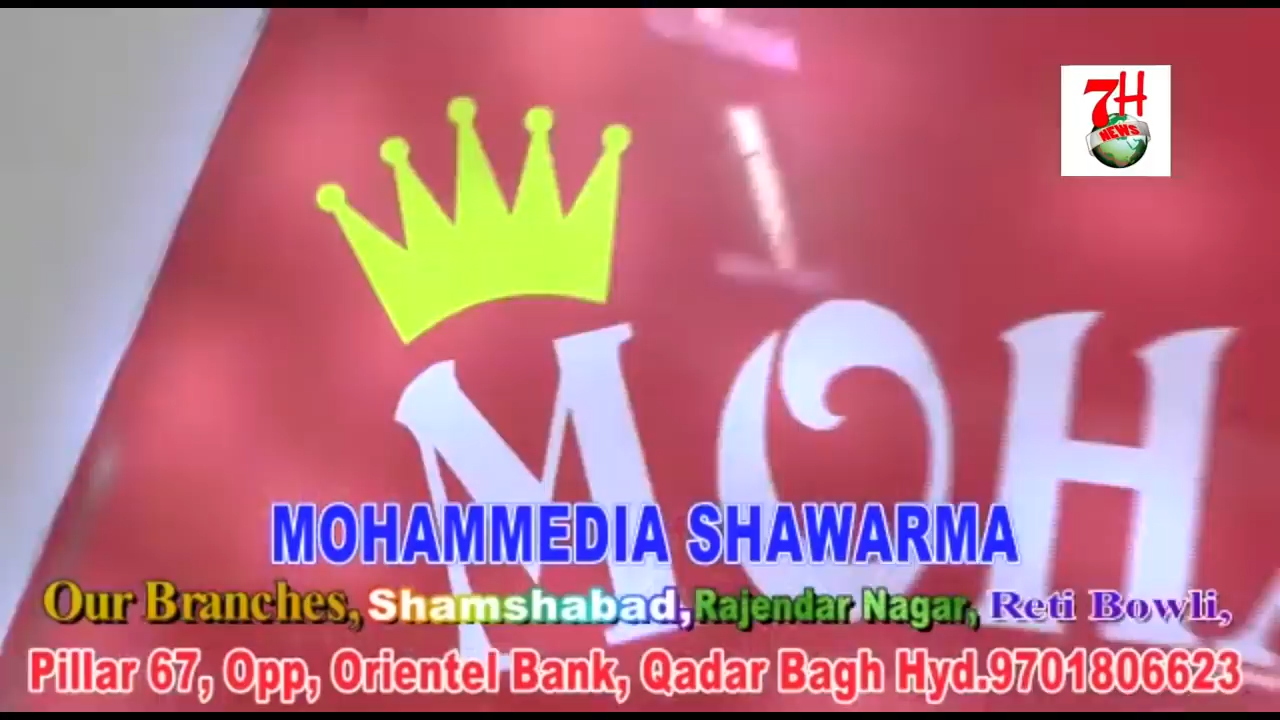 7H
NEWS
MOH
MOHAMMEDIA SHAWARMA
Our Branches, Shamshabad, Rajendar Nagar, Reti Bowli,
Pillar 67, Opp, Orientel Bank, Qadar Bagh Hyd.9701806623